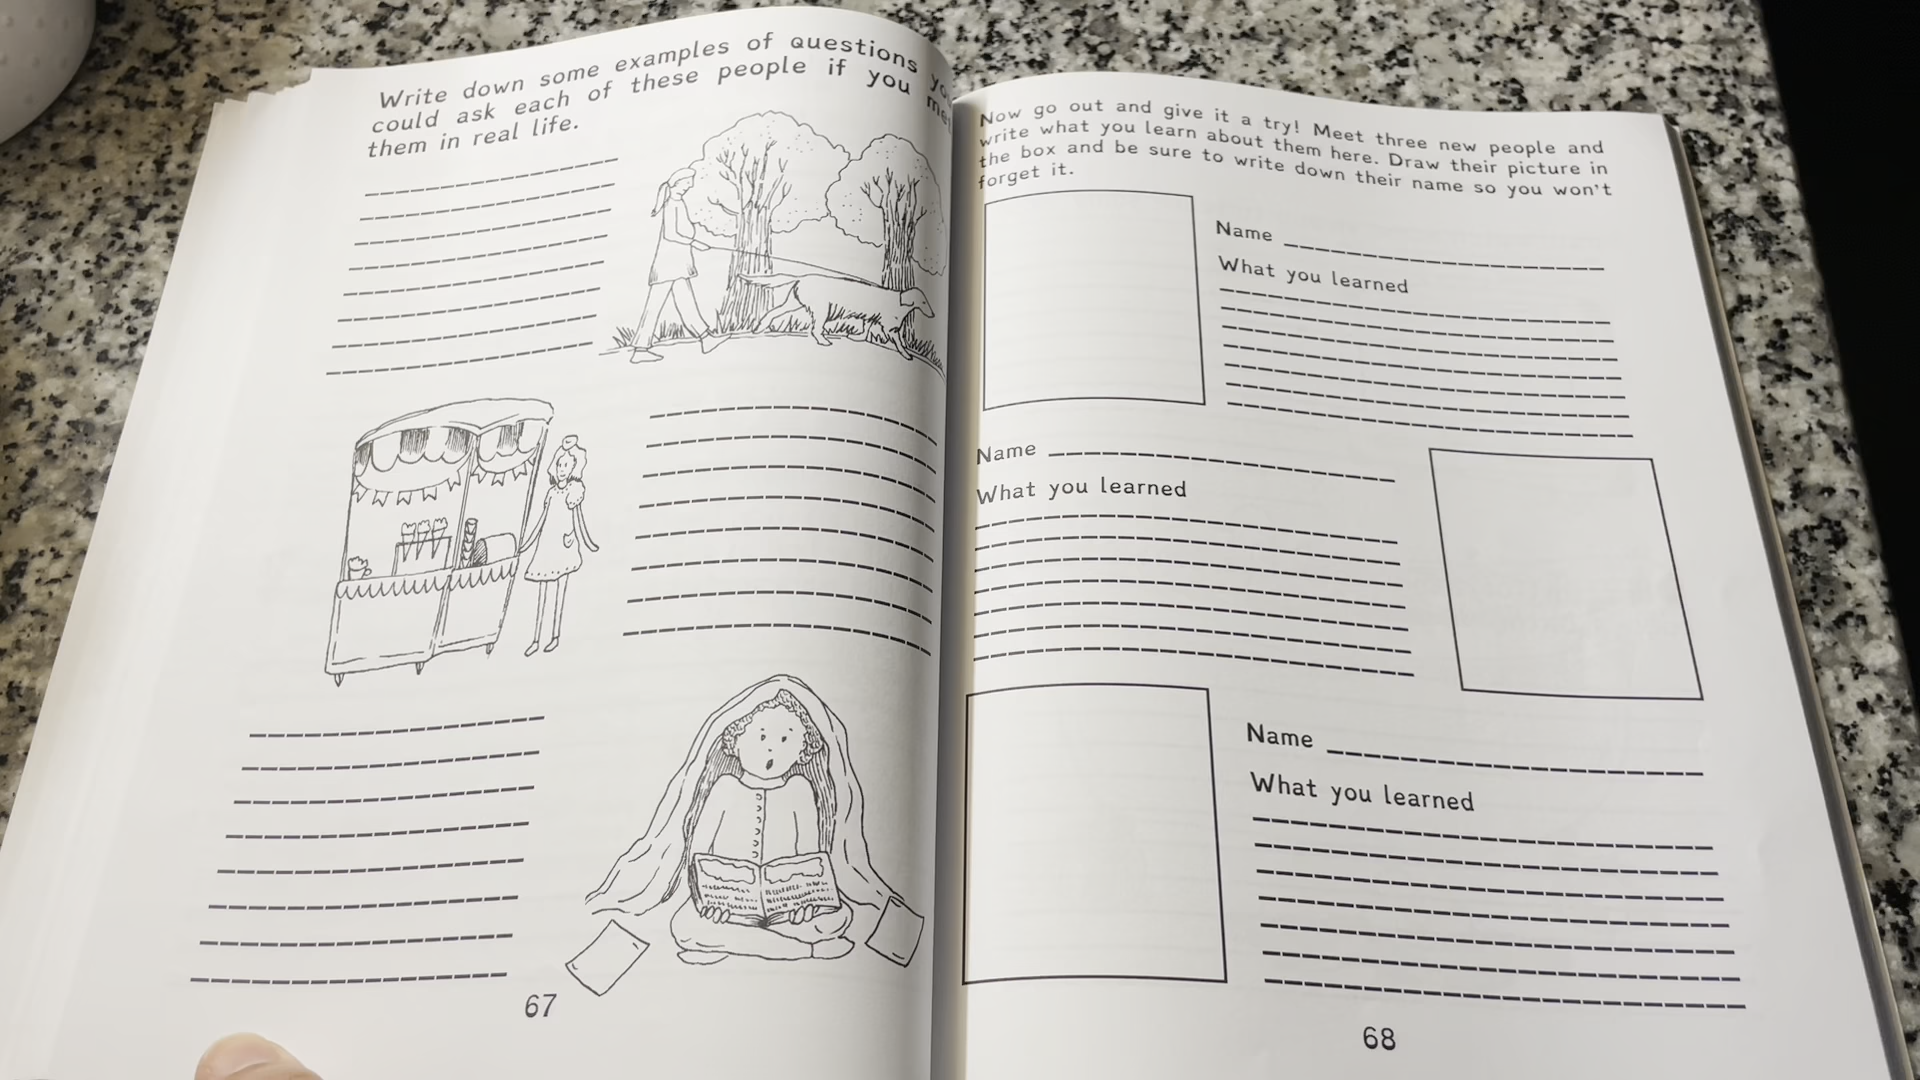 Write down some examples of questions you
could ask each of these people if you met
them in real life.
67
Now go out and give it a try! Meet three new people and
write what you learn about them here. Draw their picture in
the box and be sure to write down their name so you won't
forget it.
Name
What you learned
Name
What you learned
Name
What you learned
68